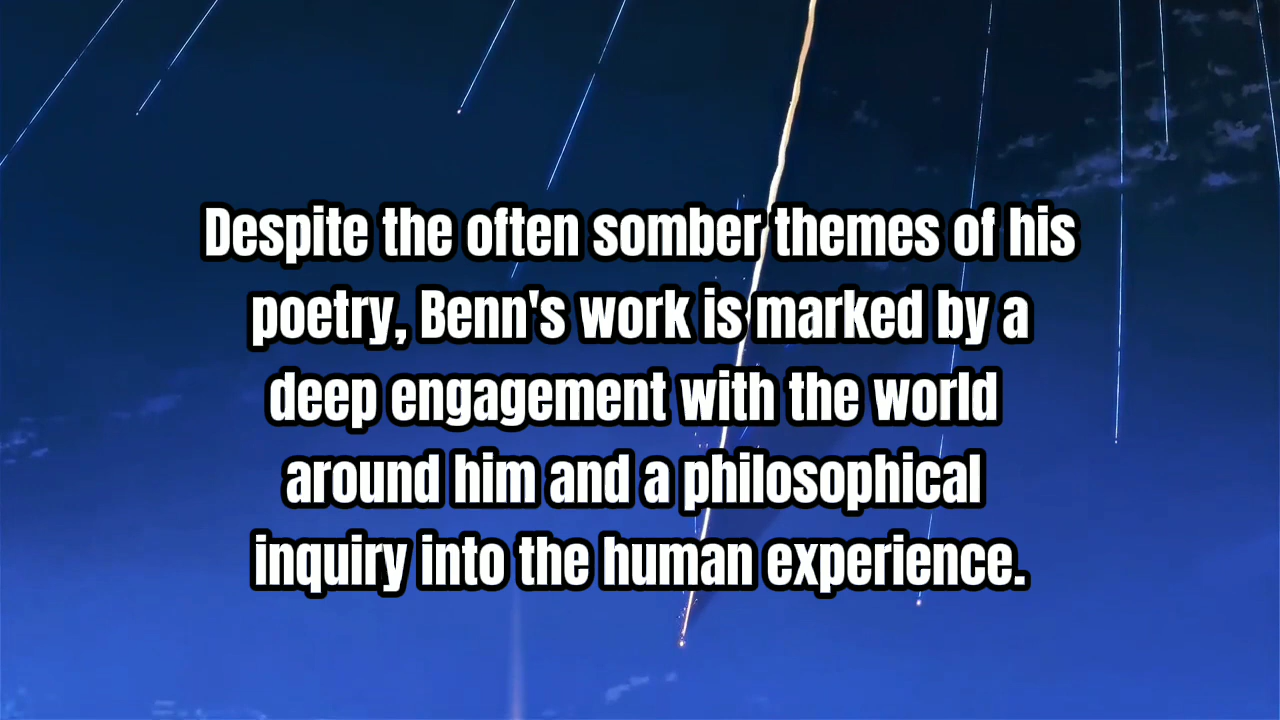 Despite the often somber themes of his
poetry, Benn's work is marked by a
deep engagement with the world
around him and a philosophical
inquiry into the human experience.